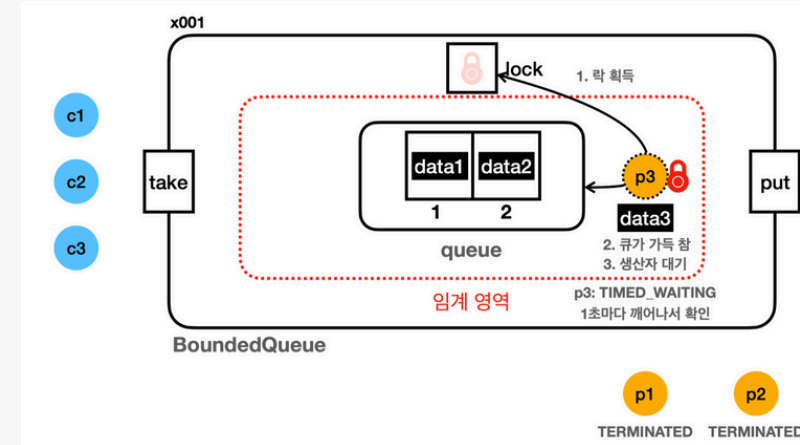 x001
lock
1. 락 획득
c1
c2
c3
take
data1
data2
1
2
queue
p3
data3
put
2. 큐가 가득 참
3. 생산자 대기
임계 영역
p3: TIMED_WAITING
1초마다 깨어나서 확인
BoundedQueue
p1
p2
TERMINATED
TERMINATED